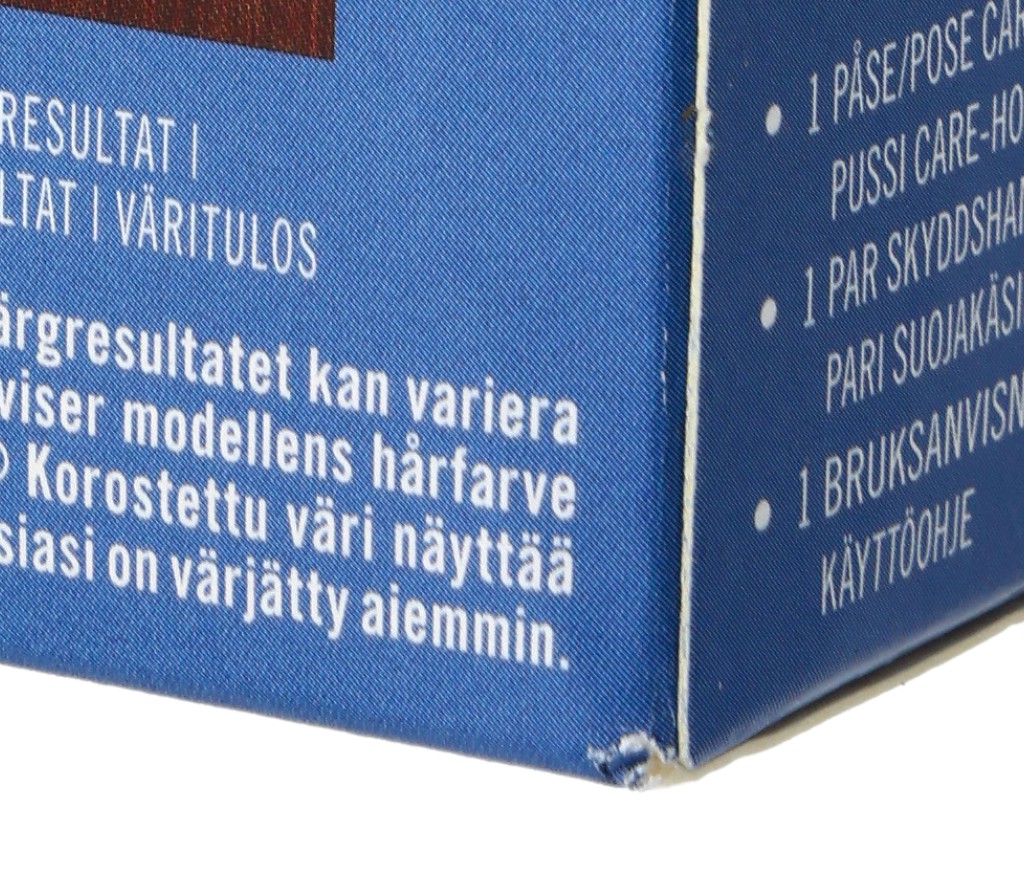 RESULTAT I
LTAT I VÄRITULOS
ärgresultatet kan variera
viser modellens hårfarve
Korostettu väri näyttää
siasi on värjätty aiemmin.
• 1 PÅSE/POSE CAR
PUSSI CARE-HO
• 1 PAR SKYDDSHAN
PARI SUOJAKÄSI
• 1 BRUKSANVISN
KÄYTTÖOHJE